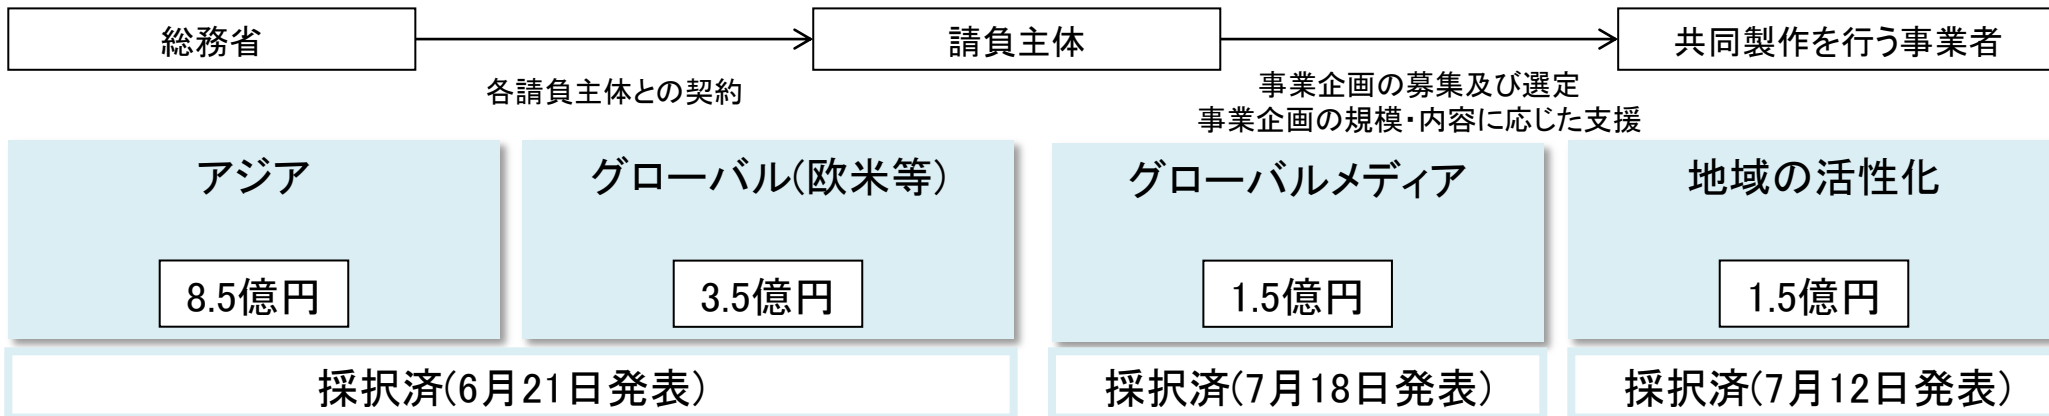 総務省
請負主体
共同製作を行う事業者
各請負主体との契約
事業企画の募集及び選定
事業企画の規模・内容に応じた支援
アジア
グローバル(欧米等)
グローバルメディア
地域の活性化
8.5億円
3.5億円
1.5億円
1.5億円
採択済(6月21日発表)
採択済(7月18日発表)
採択済(7月12日発表)